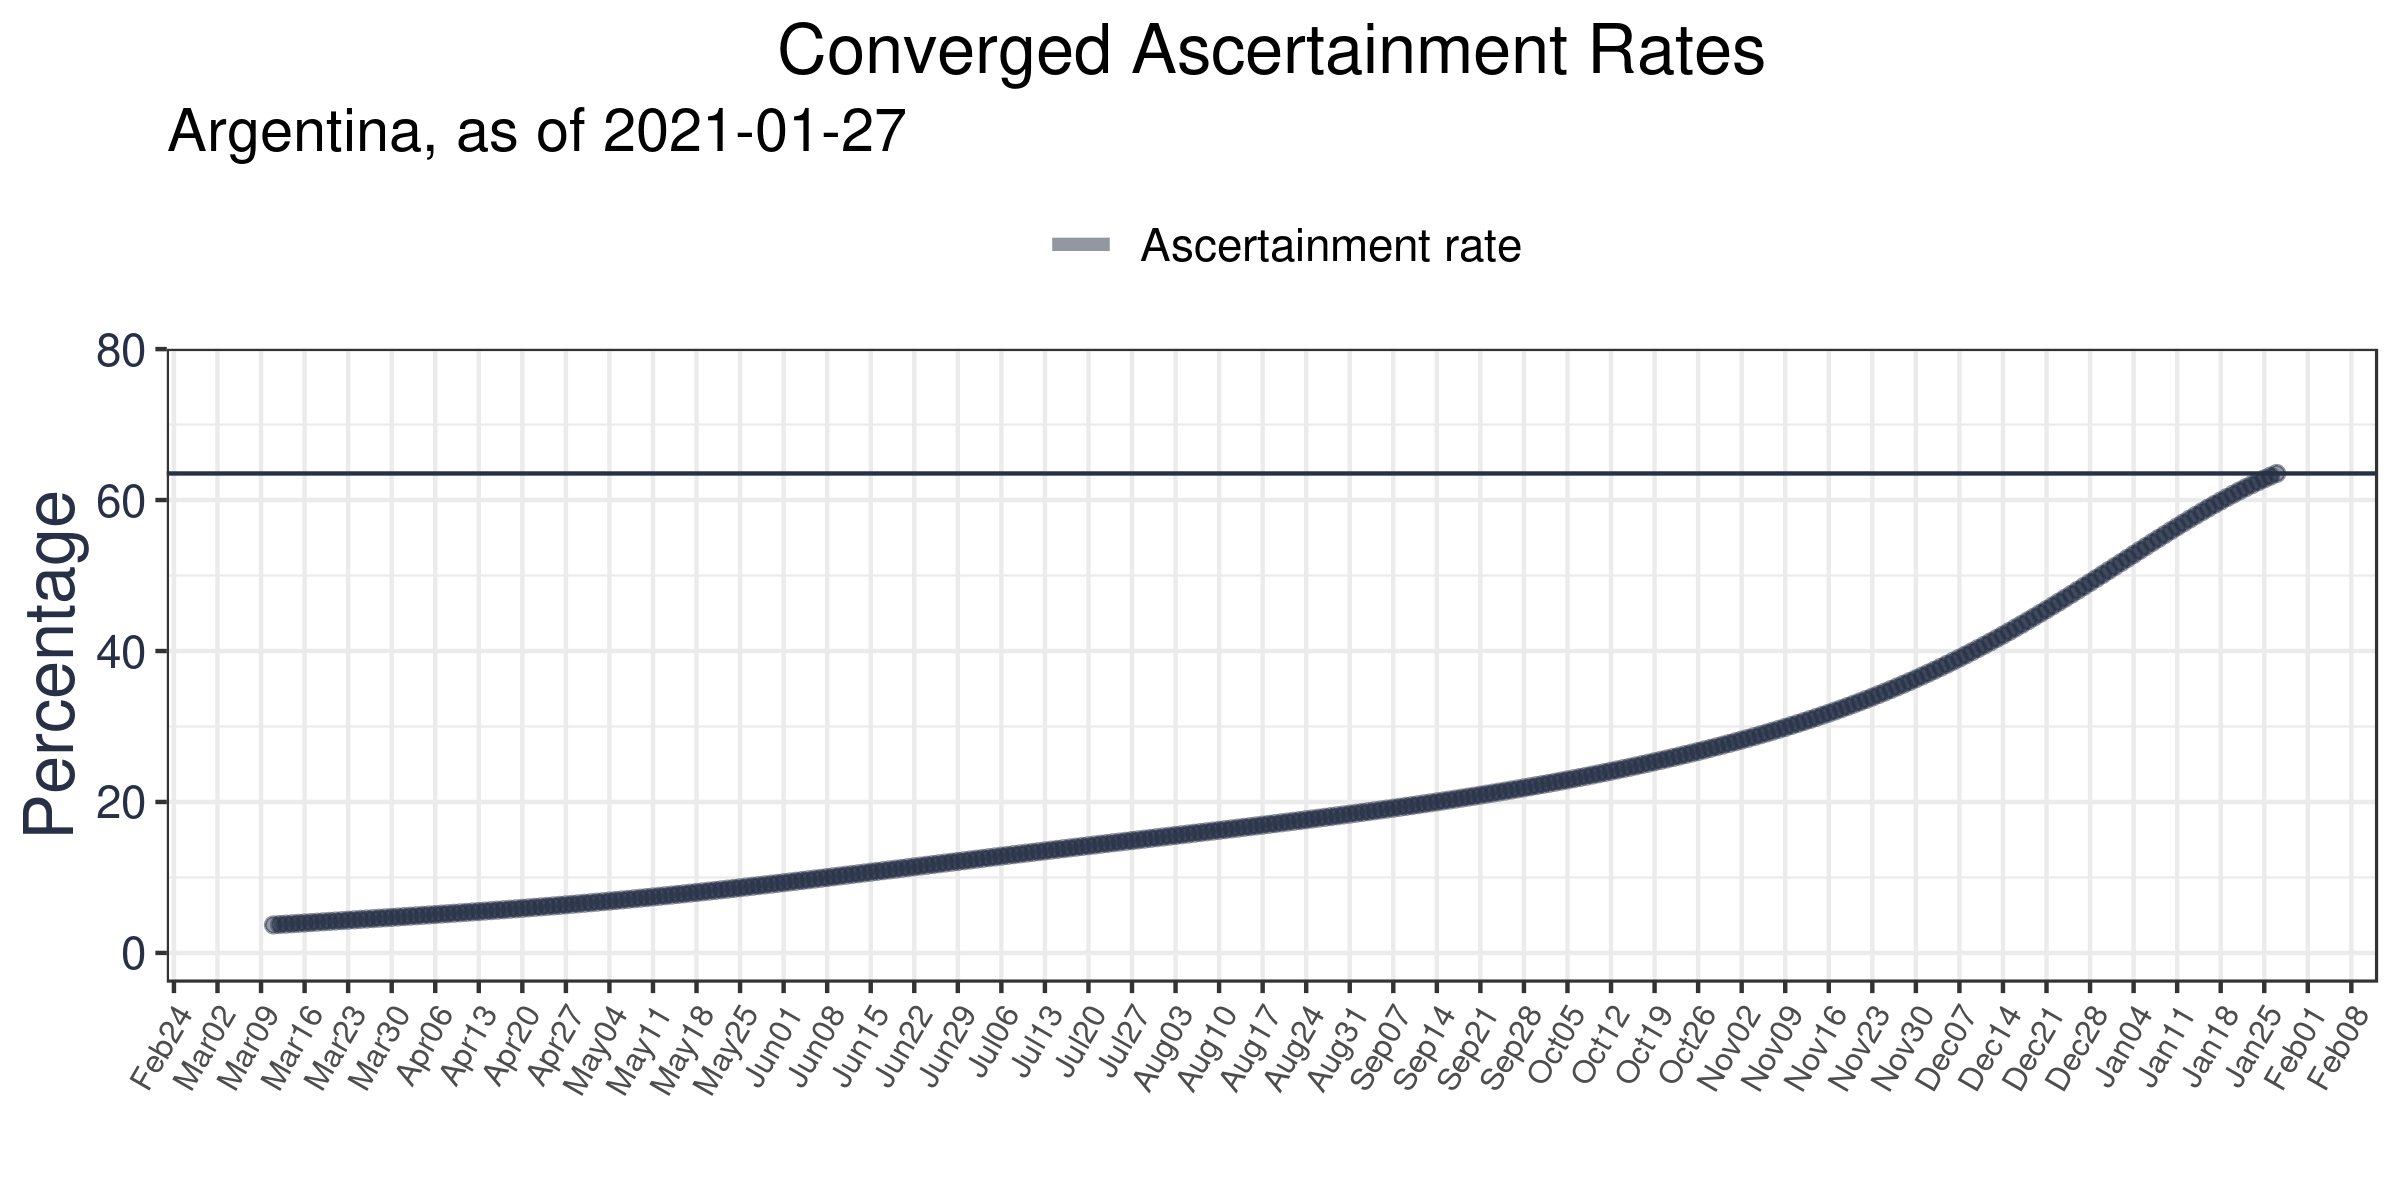 Converged Ascertainment Rates
Argentina, as of 2021-01-27
Ascertainment rate
Percentage
80
60
40
20
0
Feb24
Mar02
Mar09
Mar16
Mar23
Mar30
Apr06
Apr13
Apr20
Apr27
May04
May11
May18
May25
Jun01
Jun08
Jun15
Jun22
Jun29
Jul06
Jul13
Jul20
Jul27
Aug03
Aug10
Aug17
Aug24
Aug31
Sep07
Sep14
Sep21
Sep28
Oct05
Oct12
Oct19
Oct26
Nov02
Nov09
Nov16
Nov23
Nov30
Dec07
Dec14
Dec21
Dec28
Jan04
Jan11
Jan18
Jan25
Feb01
Feb08